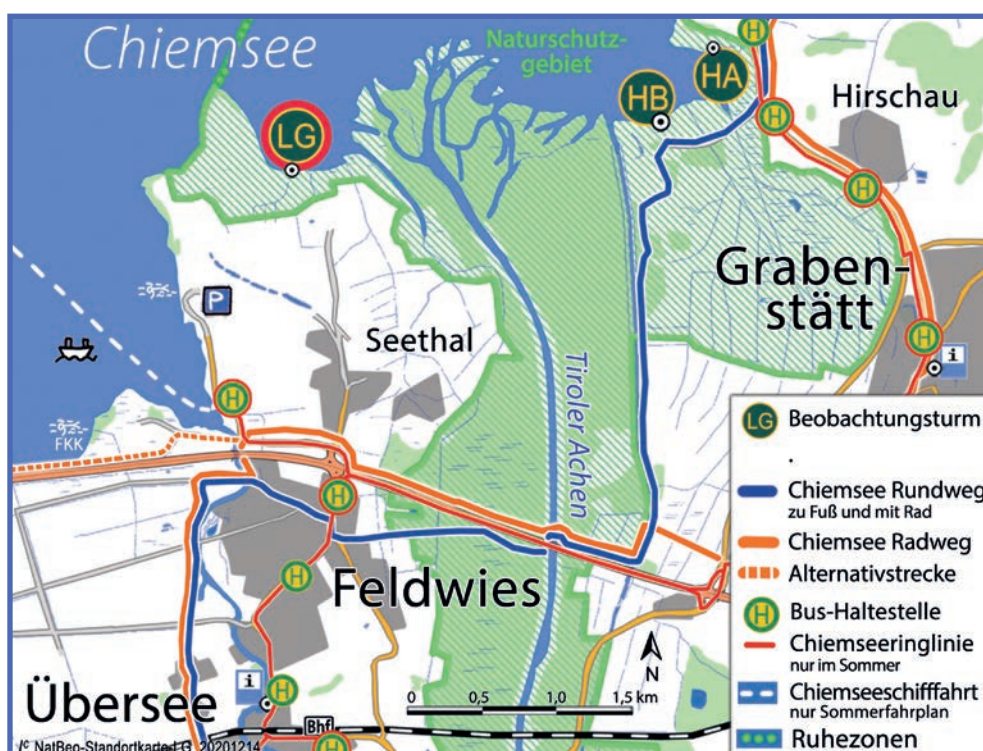 Chiemsee
Naturschutz-
gebiet
HA
HB
LG
Hirschau
Graben-
stätt
P
Seethal
H
H
H
H
i
Tiroler Achen
H
FKK
H
H
Feldwies
Übersee
i
H
H
Bhf
N
0 0,5 1,0 1,5 km
LG Beobachtungsturm
.
Chiemsee Rundweg
zu Fuß und mit Rad
Chiemsee Radweg
Alternativstrecke
H Bus-Haltestelle
Chiemseeringlinie
nur im Sommer
Chiemseeschifffahrt
nur Sommerfahrplan
Ruhezonen
NatBeo-Standortkarte LG 20201214